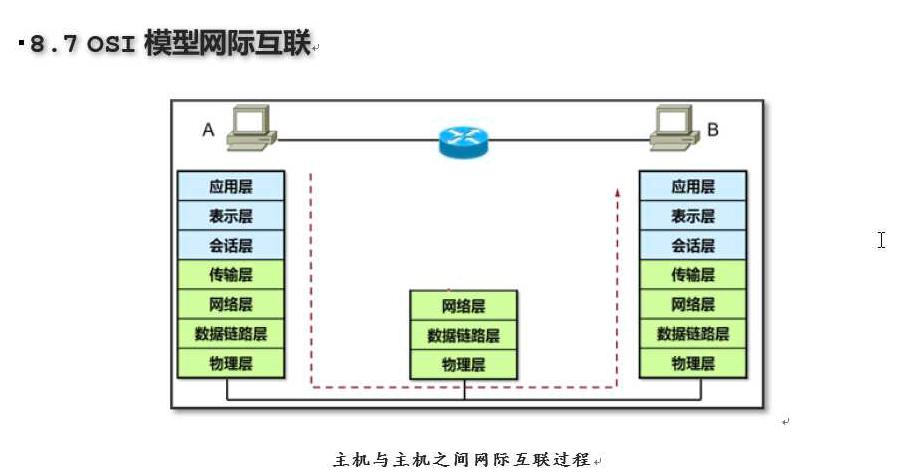 8.7 OSI 模型网际互联
A
B
应用层
表示层
会话层
传输层
网络层
数据链路层
物理层
网络层
数据链路层
物理层
应用层
表示层
会话层
传输层
网络层
数据链路层
物理层
主机与主机之间网际互联过程